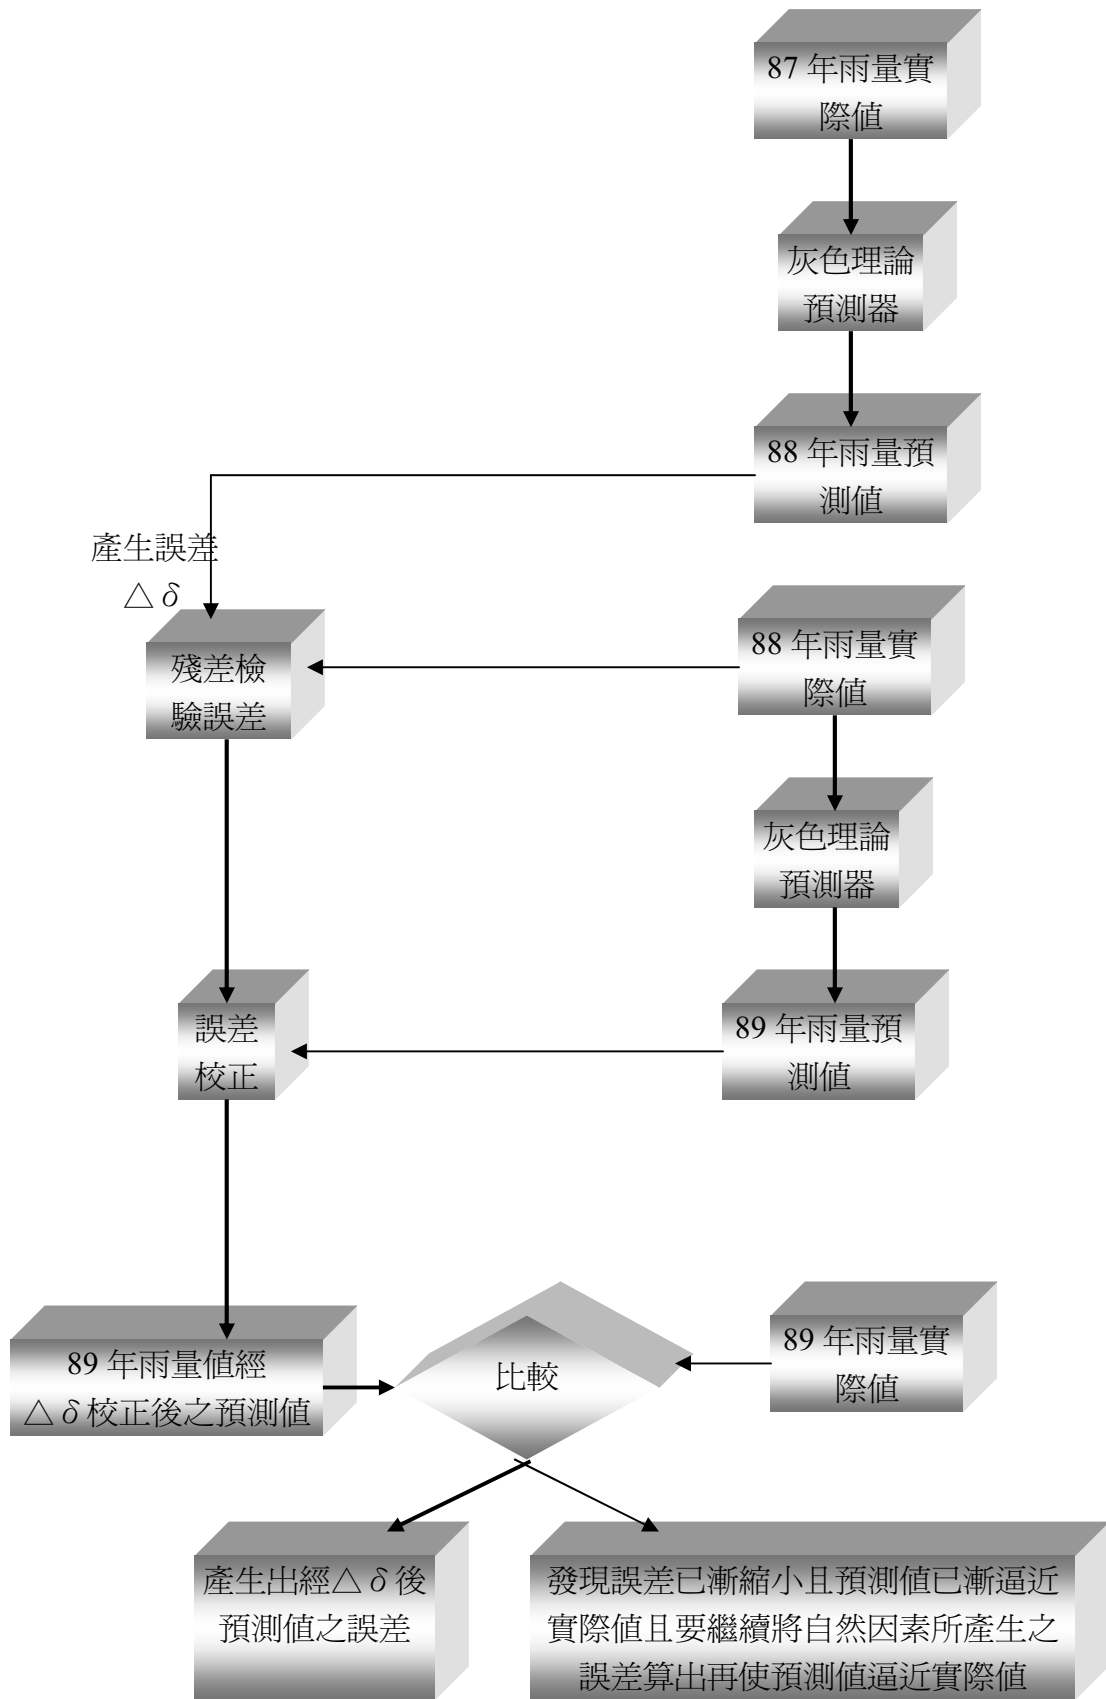 87 年雨量實
際值
灰色理論
預測器
88 年雨量預
測值
產生誤差
△δ
殘差檢
驗誤差
88 年雨量實
際值
灰色理論
預測器
89 年雨量預
測值
誤差
校正
89 年雨量值經
△δ校正後之預測值
比較
89 年雨量實
際值
產生出經△δ後
預測值之誤差
發現誤差已漸縮小且預測值已漸逼近
實際值且要繼續將自然因素所產生之
誤差算出再使預測值逼近實際值